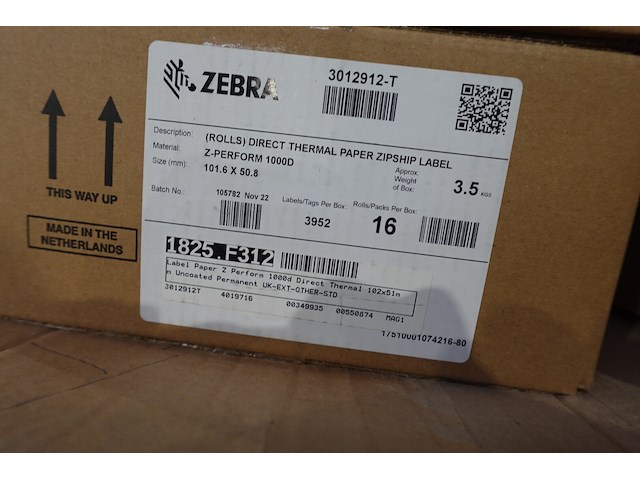 ZEBRA
3012912-T
Description: (ROLLS) DIRECT THERMAL PAPER ZIPSHIP LABEL
Material: Z-PERFORM 1000D
Size (mm): 101.6 X 50.8
Approx. Weight of Box: 3.5 KGS
Batch No.: 105782 Nov 22
Labels/Tags Per Box: 3952
Rolls/Packs Per Box: 16
1825.F312
Label Paper Z Perform 1000d Direct Thermal 102x51m
m Uncoated Permanent UK-EXT-OTHER-STD
3012912T 4019716 00349935 00550874 MAG1
17510001074216-80
THIS WAY UP
MADE IN THE
NETHERLANDS